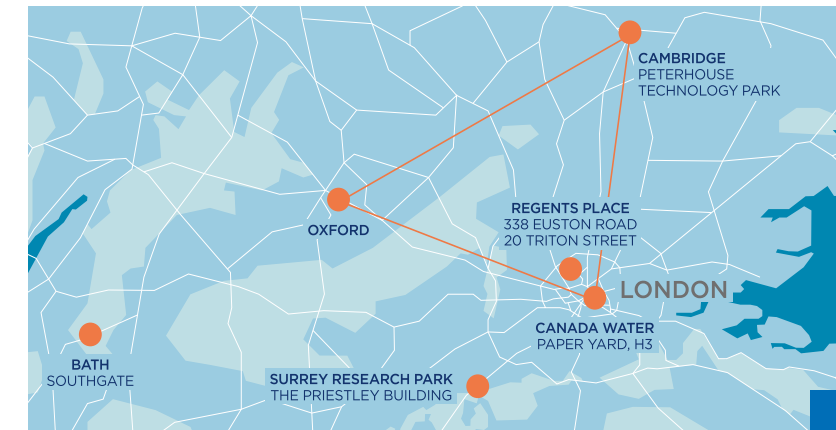 CAMBRIDGE
PETERHOUSE
TECHNOLOGY PARK
REGENTS PLACE
338 EUSTON ROAD
20 TRITON STREET
OXFORD
LONDON
CANADA WATER
PAPER YARD, H3
BATH
SOUTHGATE
SURREY RESEARCH PARK
THE PRIESTLEY BUILDING